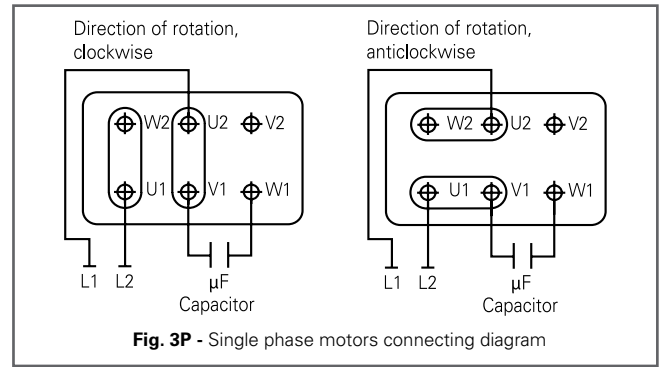 Direction of rotation,
clockwise
W2 U2 V2
U1 V1 W1
L1 L2
µF
Capacitor
Direction of rotation,
anticlockwise
W2 U2 V2
U1 V1 W1
L1 L2
µF
Capacitor
Fig. 3P - Single phase motors connecting diagram